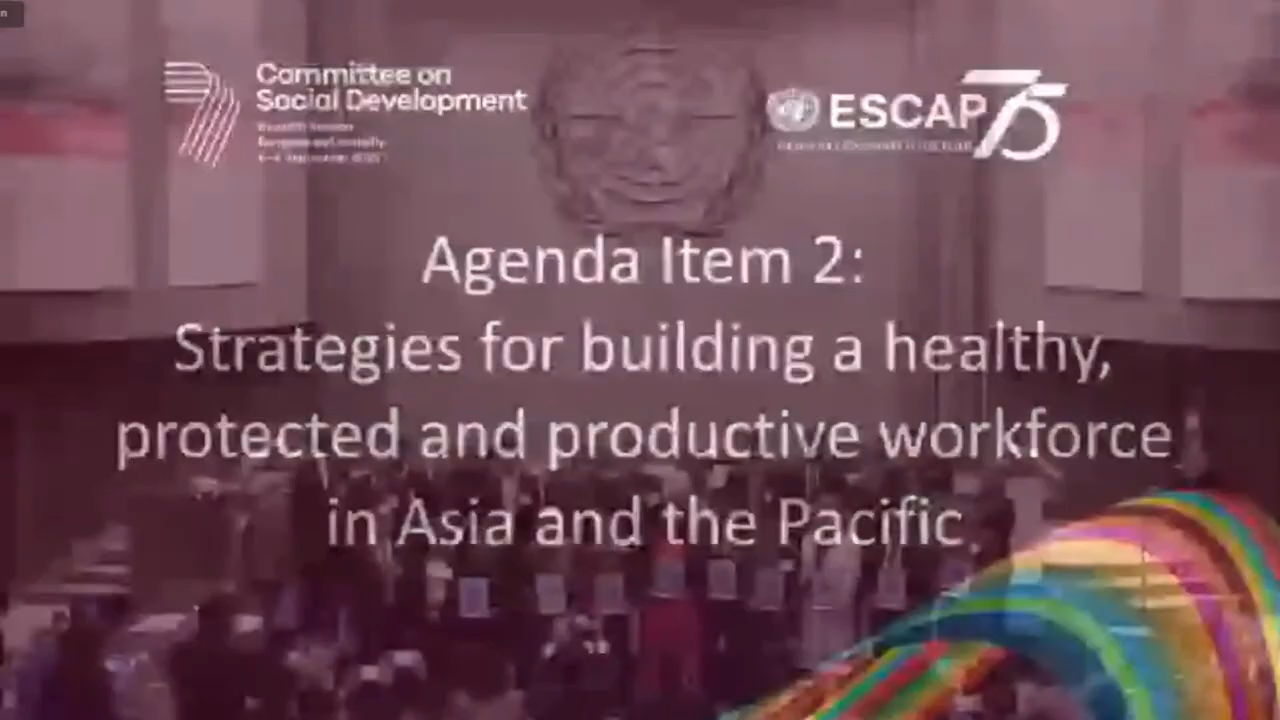 Committee on
Social Development
ESCAP 75
Agenda Item 2:
Strategies for building a healthy,
protected and productive workforce
in Asia and the Pacific